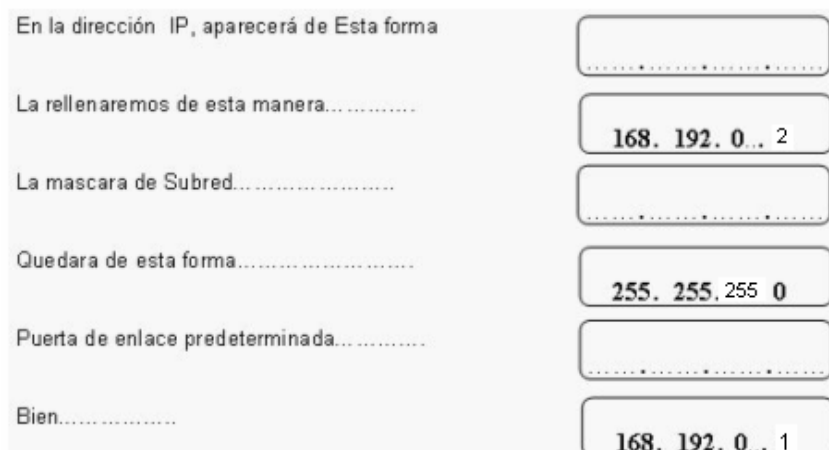 En la dirección IP, aparecerá de Esta forma
...........................
La rellenaremos de esta manera.............
168. 192. 0... 2
La mascara de Subred........................
...........................
Quedara de esta forma..........................
255. 255. 255 0
Puerta de enlace predeterminada..............
...........................
Bien.................
168. 192. 0... 1